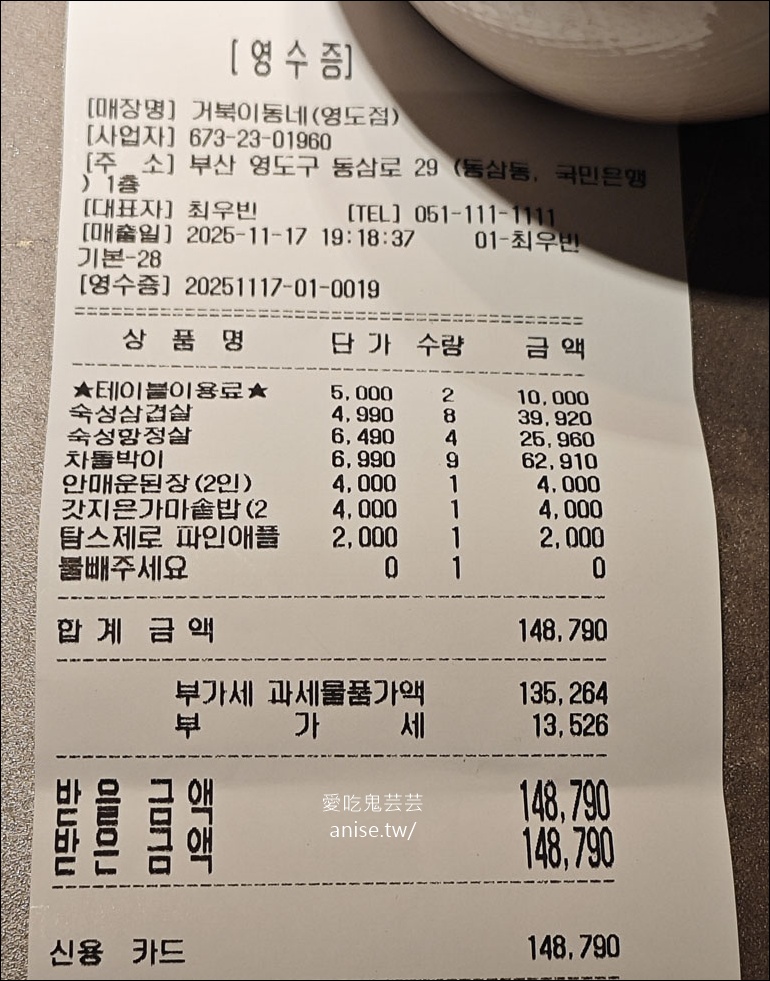 [영수증]
[매장명] 거북이동네(영도점)
[사업자] 673-23-01960
[주 소] 부산 영도구 동삼로 29 (동삼동, 국민은행
) 1층
[대표자] 최우빈 [TEL] 051-111-1111
[매출일] 2025-11-17 19:18:37 01-최우빈
기본-28
[영수증] 20251117-01-0019
상 품 명 단 가 수량 금 액
★테이블이용료★ 5,000 2 10,000
숙성삼겹살 4,990 8 39,920
숙성항정살 6,490 4 25,960
차돌박이 6,990 9 62,910
안매운된장(2인) 4,000 1 4,000
갓지은가마솥밥(2 4,000 1 4,000
탐스제로 파인애플 2,000 1 2,000
불빼주세요 0 1 0
합 계 금 액 148,790
부가세 과세물품가액 135,264
부 가 세 13,526
받을 금액 148,790
받은 금액 148,790
愛吃鬼芸芸
anise.tw/
신용 카드 148,790